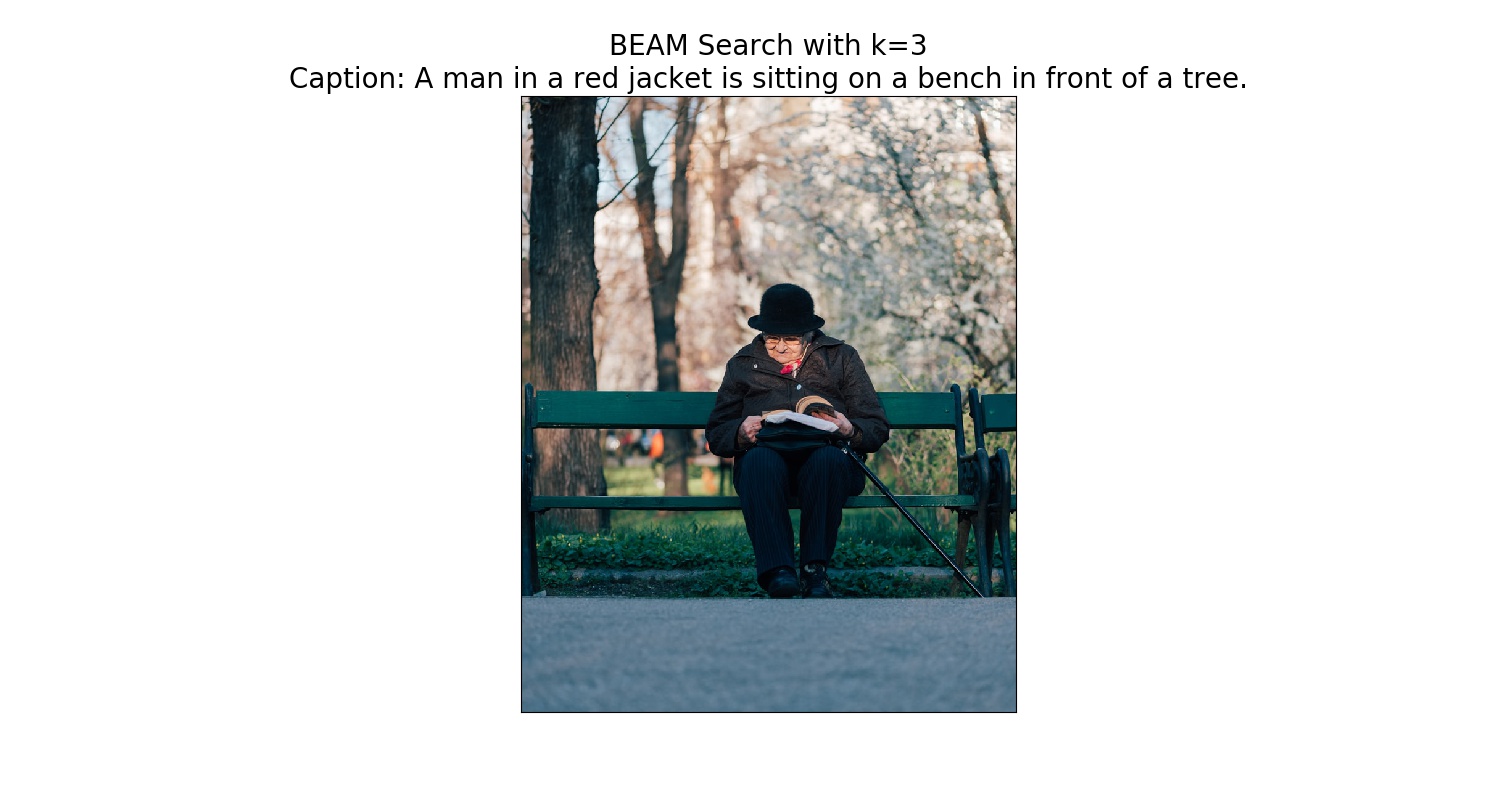 BEAM Search with k=3
Caption: A man in a red jacket is sitting on a bench in front of a tree.